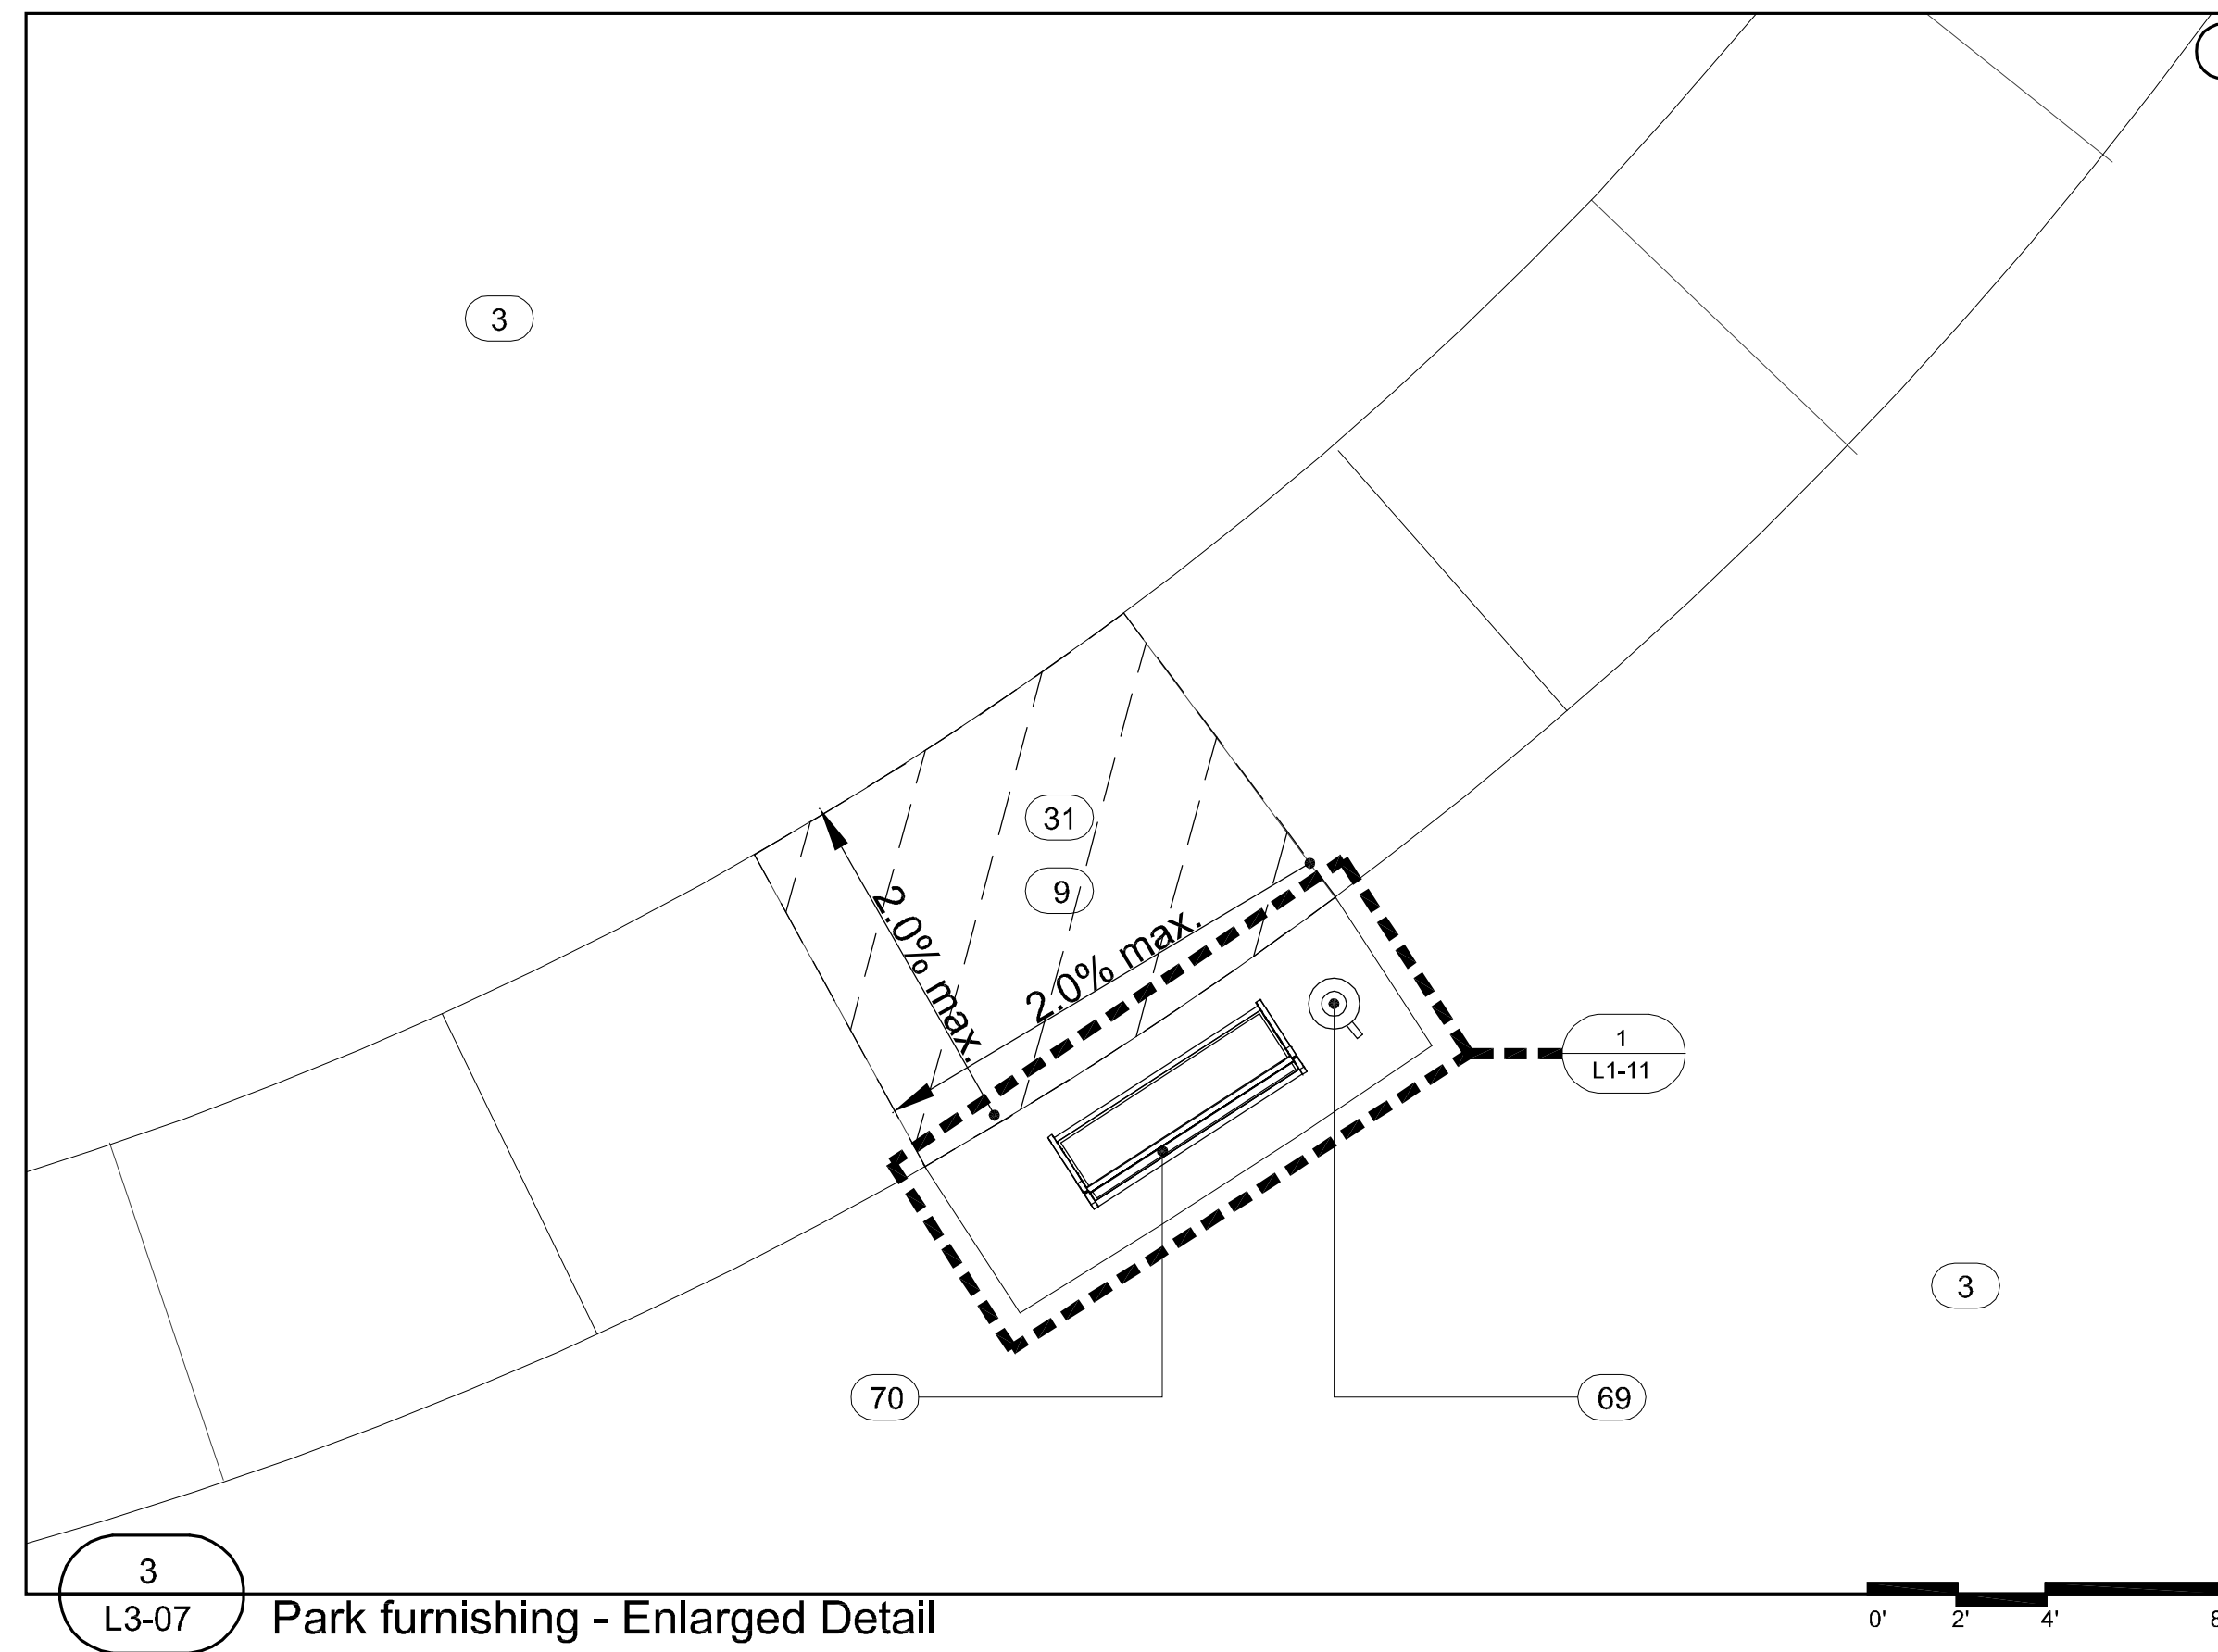 3
31
9
2.0% max.
2.0% max.
1
L1-11
3
70
69
3
L3-07
Park furnishing - Enlarged Detail
0' 2' 4' 8